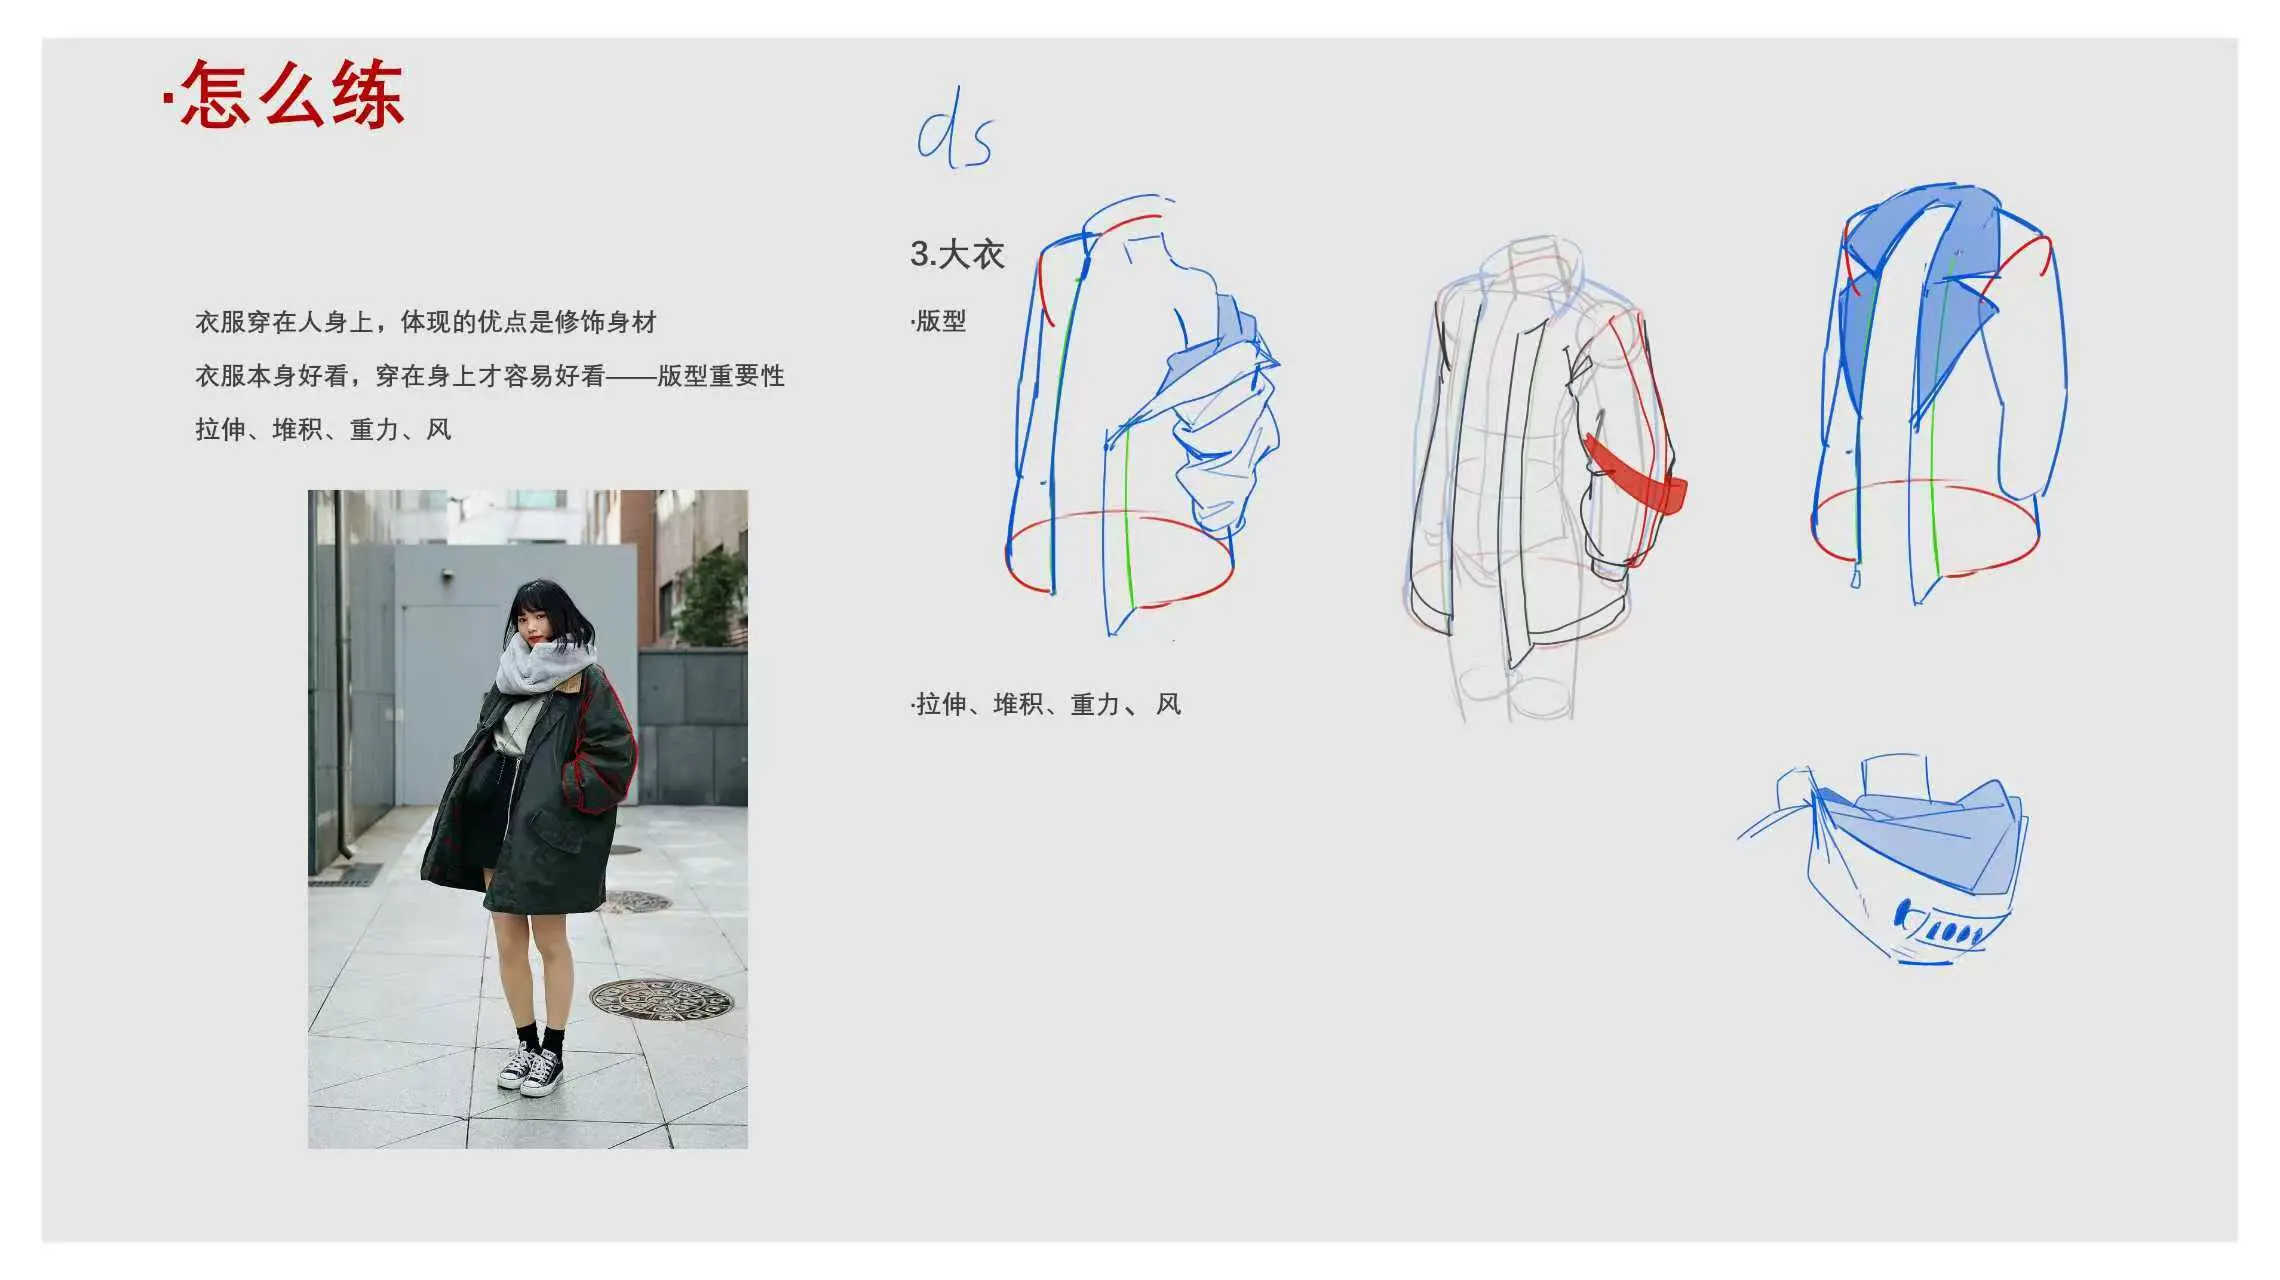 ·怎么练
ds
衣服穿在人身上，体现的优点是修饰身材
衣服本身好看，穿在身上才容易好看——版型重要性
拉伸、堆积、重力、风
3.大衣
·版型
·拉伸、堆积、重力、风